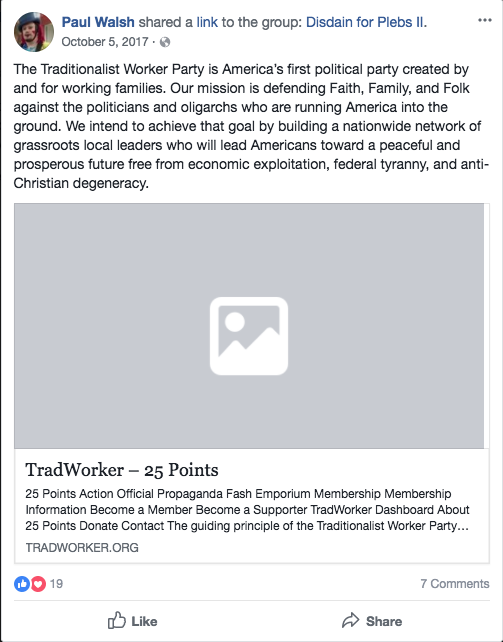 Paul Walsh shared a link to the group: Disdain for Plebs II.
October 5, 2017 ·
The Traditionalist Worker Party is America's first political party created by
and for working families. Our mission is defending Faith, Family, and Folk
against the politicians and oligarchs who are running America into the
ground. We intend to achieve that goal by building a nationwide network of
grassroots local leaders who will lead Americans toward a peaceful and
prosperous future free from economic exploitation, federal tyranny, and anti-
Christian degeneracy.
TradWorker – 25 Points
25 Points Action Official Propaganda Fash Emporium Membership Membership
Information Become a Member Become a Supporter TradWorker Dashboard About
25 Points Donate Contact The guiding principle of the Traditionalist Worker Party...
TRADWORKER.ORG
19 7 Comments
Like Share